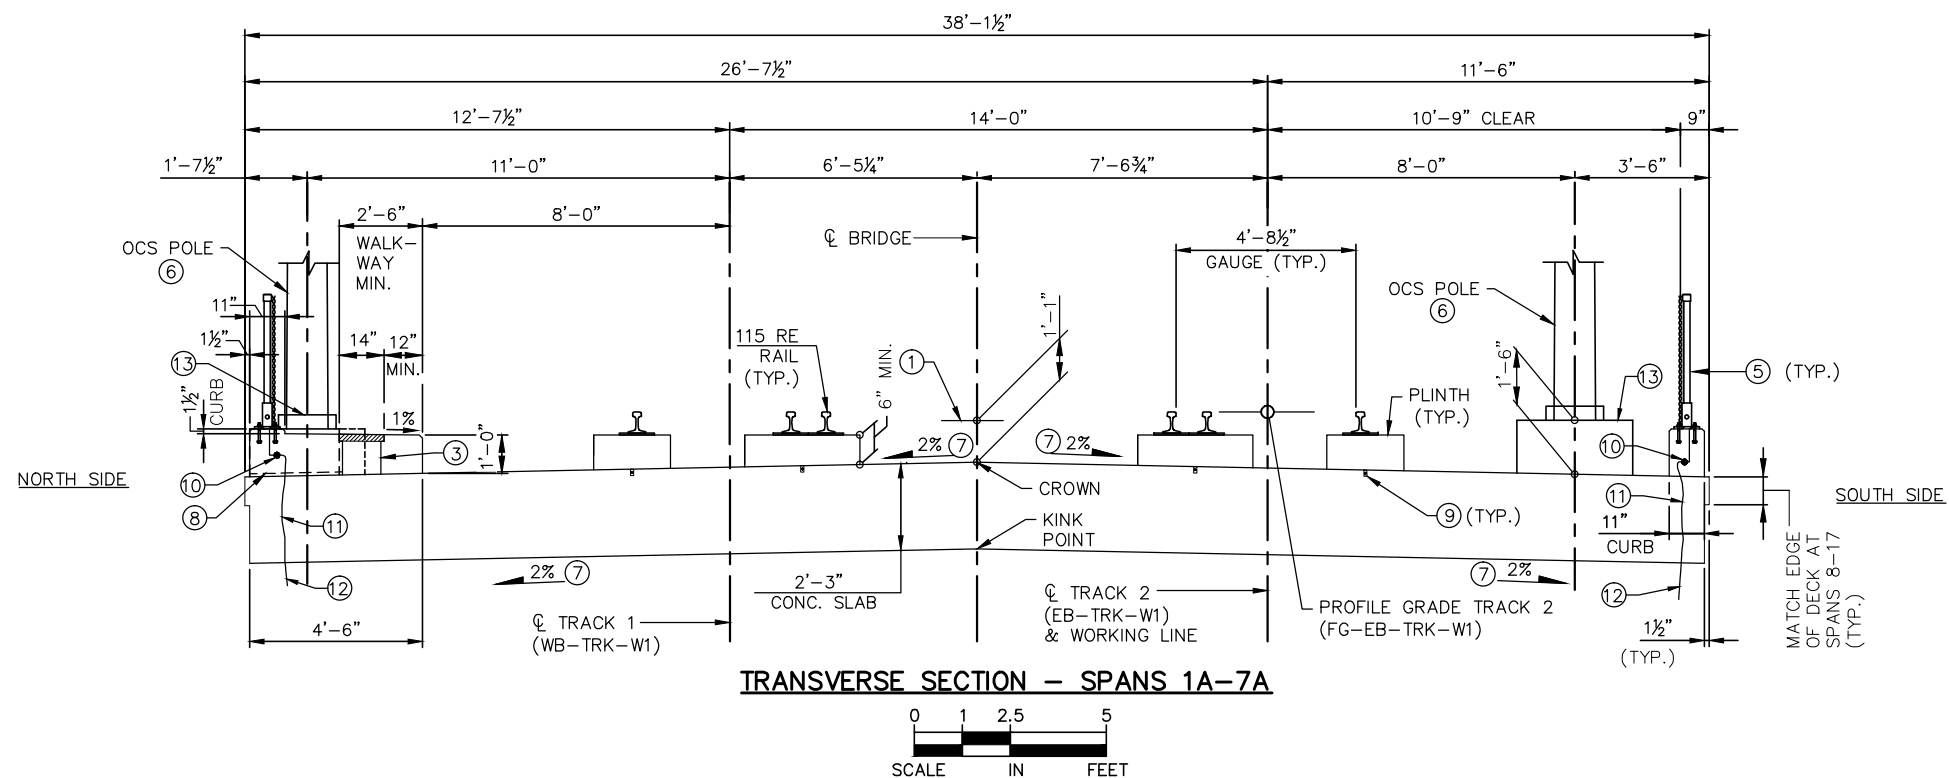 38'-1½"
26'-7½"
11'-6"
12'-7½"
14'-0"
10'-9" CLEAR
9"
1'-7½"
11'-0"
6'-5¼"
7'-6¾"
8'-0"
3'-6"
2'-6"
8'-0"
WALK-
WAY
MIN.
OCS POLE
6
℄ BRIDGE
4'-8½"
GAUGE (TYP.)
OCS POLE
6
11"
1½"
14"
12"
MIN.
13
1½"
CURB
1%
1'-0"
3
115 RE
RAIL
(TYP.)
6" MIN.
1
1'-1"
1'-6"
PLINTH
(TYP.)
13
5 (TYP.)
2% 7
7 2%
10
8
11
12
NORTH SIDE
CROWN
KINK
POINT
9 (TYP.)
10
11
11"
CURB
12
SOUTH SIDE
MATCH EDGE
OF DECK AT
SPANS 8-17
(TYP.)
2% 7
2'-3"
CONC. SLAB
7 2%
4'-6"
℄ TRACK 1
(WB-TRK-W1)
℄ TRACK 2
(EB-TRK-W1)
& WORKING LINE
PROFILE GRADE TRACK 2
(FG-EB-TRK-W1)
1½"
(TYP.)
TRANSVERSE SECTION - SPANS 1A-7A
0 1 2.5 5
SCALE IN FEET